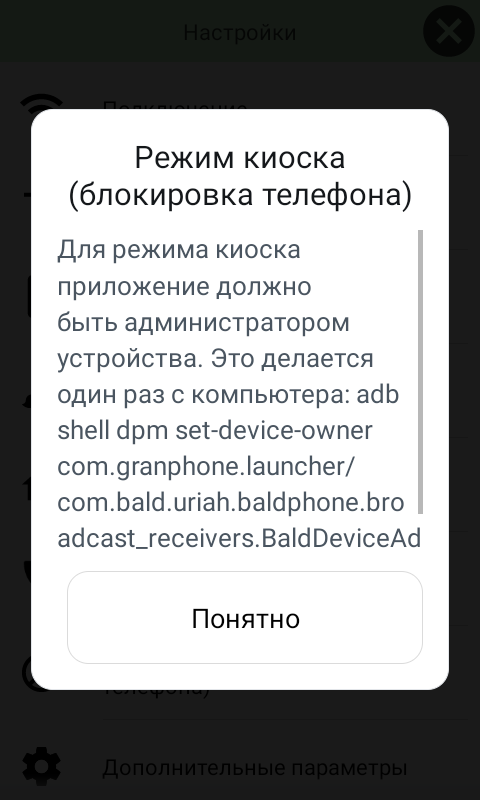 Настройки
Подключение
Режим киоска
(блокировка телефона)
Для режима киоска
приложение должно
быть администратором
устройства. Это делается
один раз с компьютера: adb
shell dpm set-device-owner
com.granphone.launcher/
com.bald.uriah.baldphone.bro
adcast_receivers.BaldDeviceAd
Понятно
телефона)
Дополнительные параметры